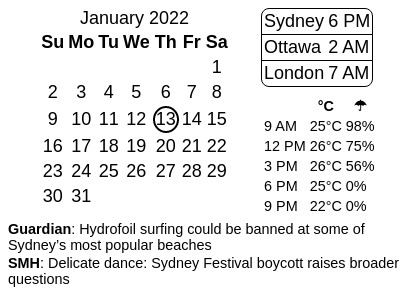 January 2022
Su Mo Tu We Th Fr Sa
1
2 3 4 5 6 7 8
9 10 11 12 13 14 15
16 17 18 19 20 21 22
23 24 25 26 27 28 29
30 31
Sydney 6 PM
Ottawa 2 AM
London 7 AM
°C ☂
9 AM 25°C 98%
12 PM 26°C 75%
3 PM 26°C 56%
6 PM 25°C 0%
9 PM 22°C 0%
Guardian: Hydrofoil surfing could be banned at some of
Sydney’s most popular beaches
SMH: Delicate dance: Sydney Festival boycott raises broader
questions